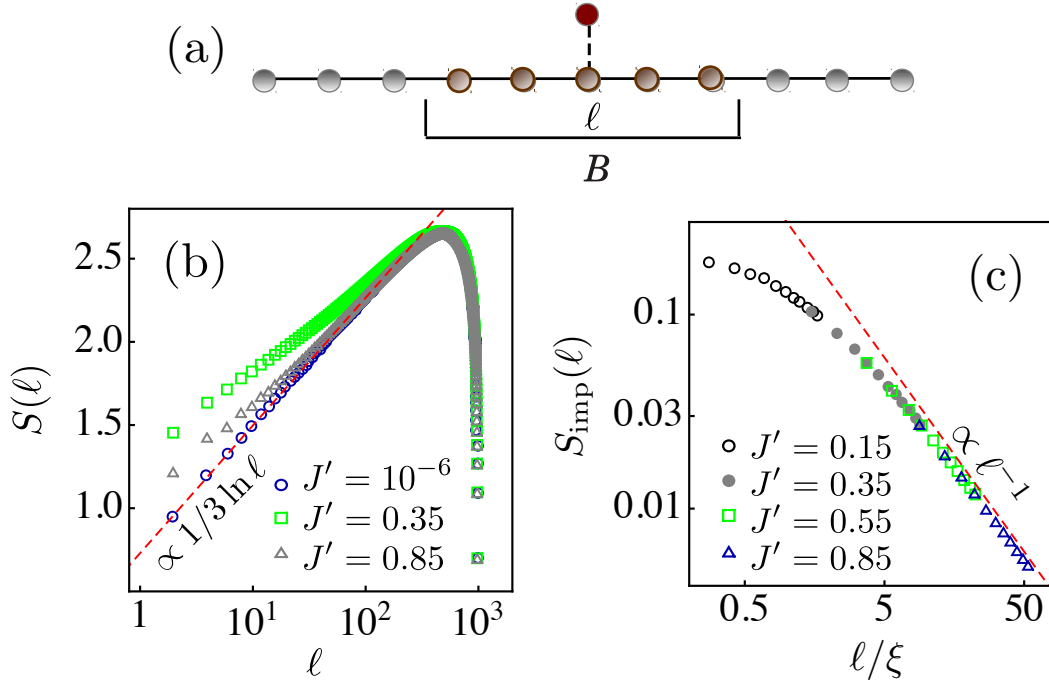 (a)
ℓ
B
(b)
S(ℓ)
2.5
2.0
1.5
1.0
∝ 1/3 ln ℓ
J′ = 10⁻⁶
J′ = 0.35
J′ = 0.85
1
10¹
10²
10³
ℓ
(c)
S_imp(ℓ)
0.1
0.03
0.01
∝ ℓ⁻¹
J′ = 0.15
J′ = 0.35
J′ = 0.55
J′ = 0.85
0.5
5
50
ℓ/ξ